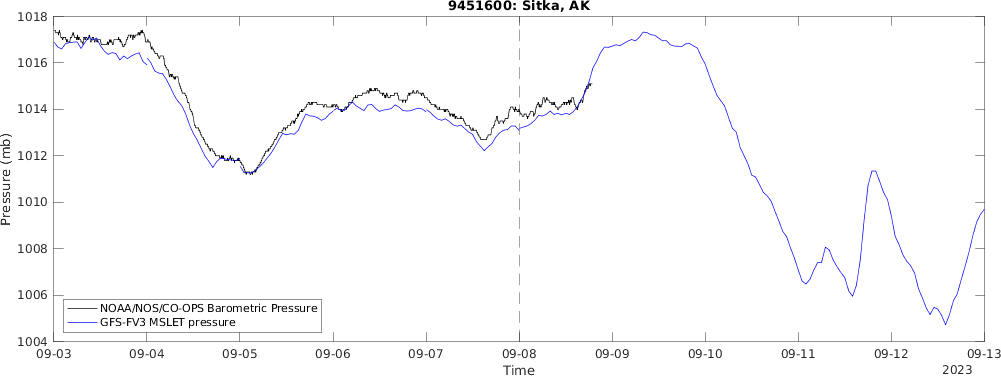 9451600: Sitka, AK
1018
1016
1014
1012
1010
1008
1006
1004
Pressure (mb)
NOAA/NOS/CO-OPS Barometric Pressure
GFS-FV3 MSLET pressure
09-03 09-04 09-05 09-06 09-07 09-08 09-09 09-10 09-11 09-12 09-13
Time
2023